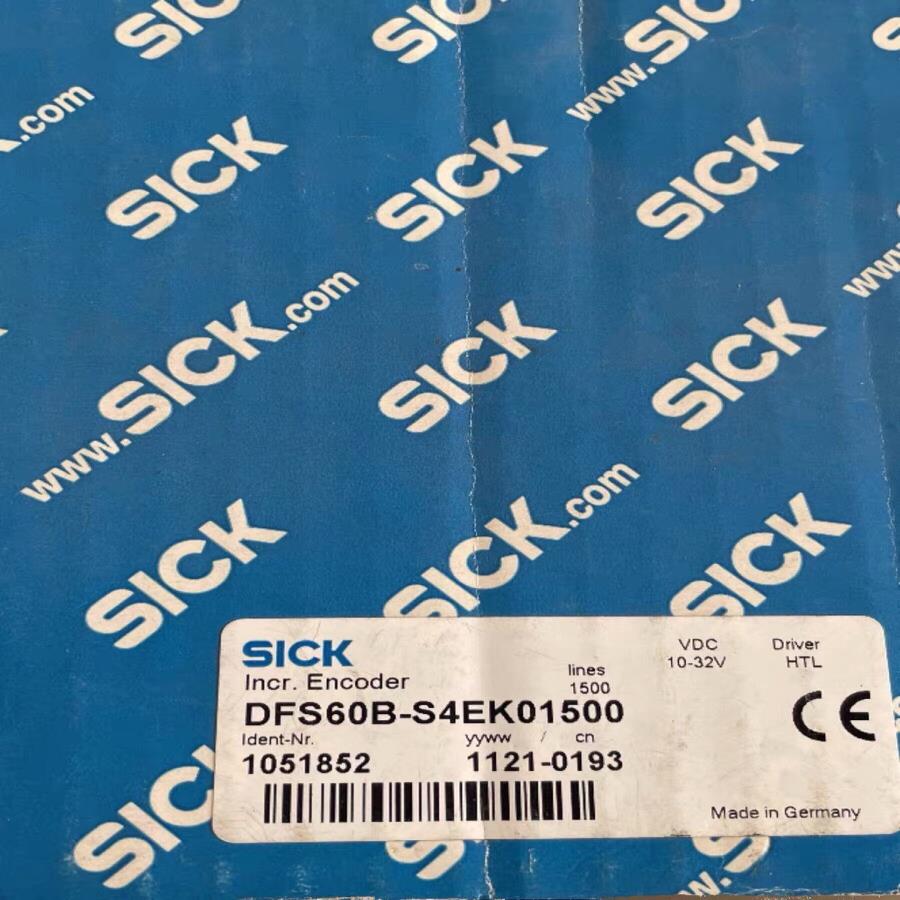 SICK
SICK
www.SICK
.com
SICK
SICK
SICK
www.
www.SICK.com
SICK
SICK
SICK
SICK.com
SICK
SICK
Incr. Encoder
lines
1500
VDC
10-32V
Driver
HTL
DFS60B-S4EK01500
CE
Ident-Nr.
yyww / cn
1051852
1121-0193
Made in Germany
SIC